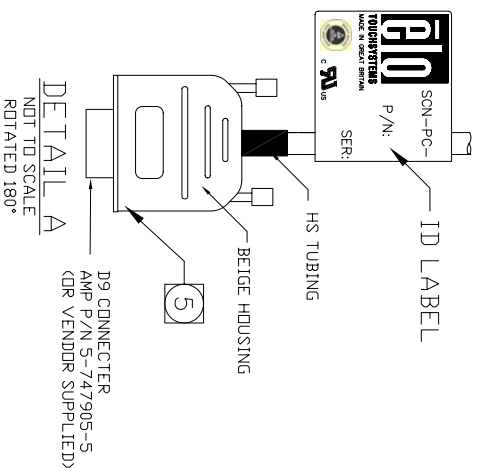 elo
TOUCHSYSTEMS
MADE IN GREAT BRITAIN
C UL US
SCN-PC-
P/N:
SER:
ID LABEL
HS TUBING
BEIGE HOUSING
5
D9 CONNECTER
AMP P/N 5-747905-5
(OR VENDOR SUPPLIED)
DETAIL A
NOT TO SCALE
ROTATED 180°